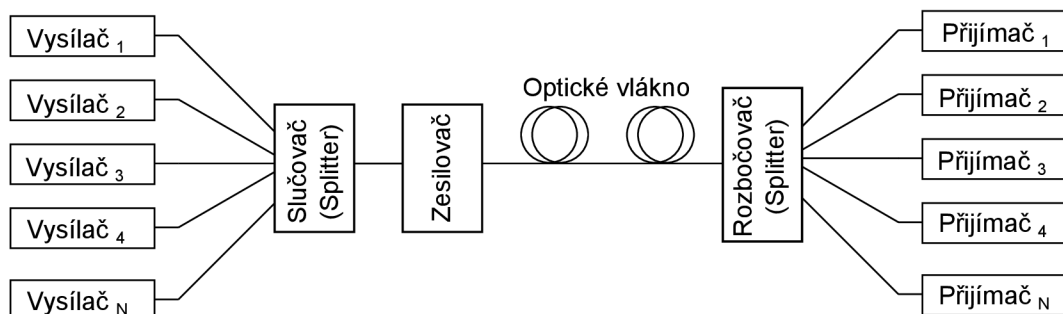 Vysílač 1
Vysílač 2
Vysílač 3
Vysílač 4
Vysílač N
Slučovač
(Splitter)
Zesilovač
Optické vlákno
Rozbočovač
(Splitter)
Přijímač 1
Přijímač 2
Přijímač 3
Přijímač 4
Přijímač N